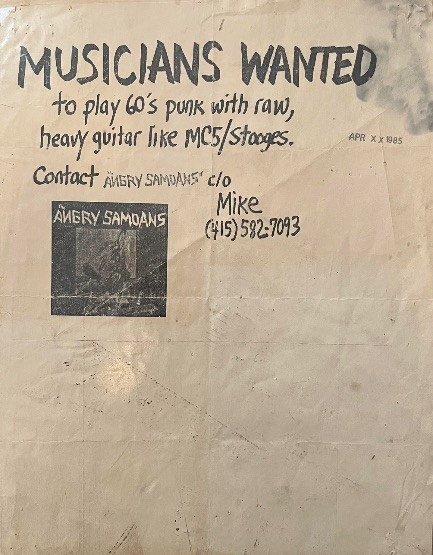 MUSICIANS WANTED
to play 60's punk with raw,
heavy guitar like MC5/Stooges.
APR X X 1985
Contact ÄNGRY SAMOANS' c/o
Mike
(415) 582-7093
ÄNGRY SAMOANS